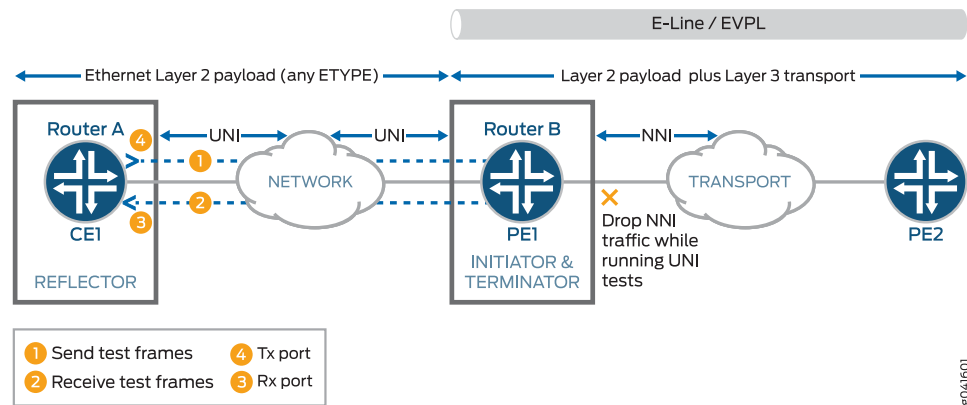 E-Line / EVPL
Ethernet Layer 2 payload (any ETYPE)
Layer 2 payload plus Layer 3 transport
Router A
4
UNI
UNI
Router B
NNI
1
NETWORK
TRANSPORT
2
3
CE1
PE1
PE2
Drop NNI
traffic while
running UNI
tests
REFLECTOR
INITIATOR &
TERMINATOR
1 Send test frames
4 Tx port
2 Receive test frames
3 Rx port
g041601